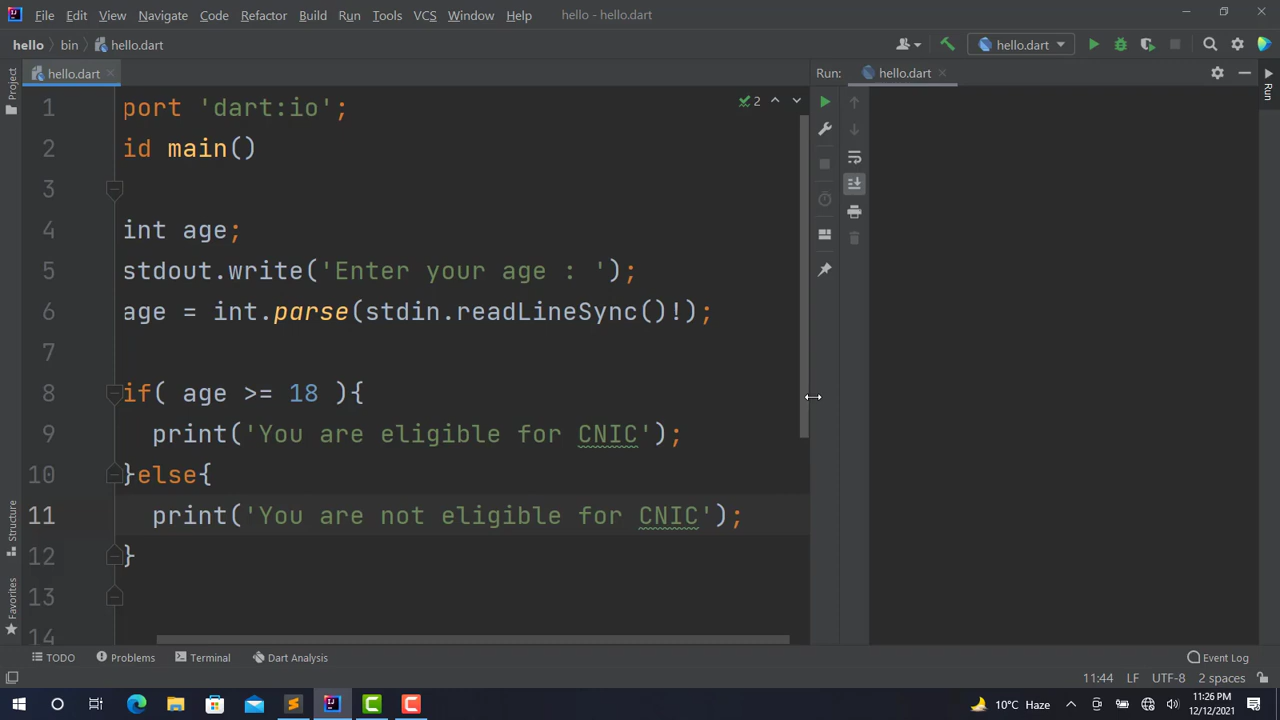 File Edit View Navigate Code Refactor Build Run Tools VCS Window Help hello - hello.dart
hello bin hello.dart
hello.dart
hello.dart
Run: hello.dart
Project
Structure
Favorites
Run
2
1 port 'dart:io';
2 id main()
3
4 int age;
5 stdout.write('Enter your age : ');
6 age = int.parse(stdin.readLineSync()!);
7
8 if( age >= 18 ){
9 print('You are eligible for CNIC');
10 }else{
11 print('You are not eligible for CNIC');
12 }
13
14
TODO Problems Terminal Dart Analysis Event Log
11:44 LF UTF-8 2 spaces
10°C Haze
11:26 PM
12/12/2021